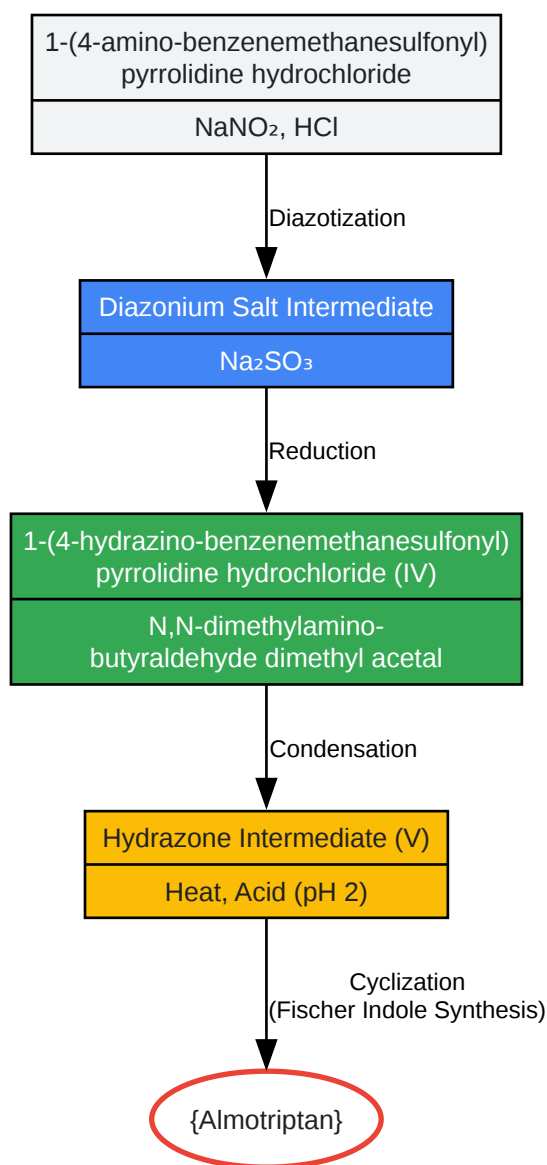 1-(4-amino-benzenemethanesulfonyl)
pyrrolidine hydrochloride
NaNO₂, HCl
Diazotization
Diazonium Salt Intermediate
Na₂SO₃
Reduction
1-(4-hydrazino-benzenemethanesulfonyl)
pyrrolidine hydrochloride (IV)
N,N-dimethylamino-
butyraldehyde dimethyl acetal
Condensation
Hydrazone Intermediate (V)
Heat, Acid (pH 2)
Cyclization
(Fischer Indole Synthesis)
{Almotriptan}